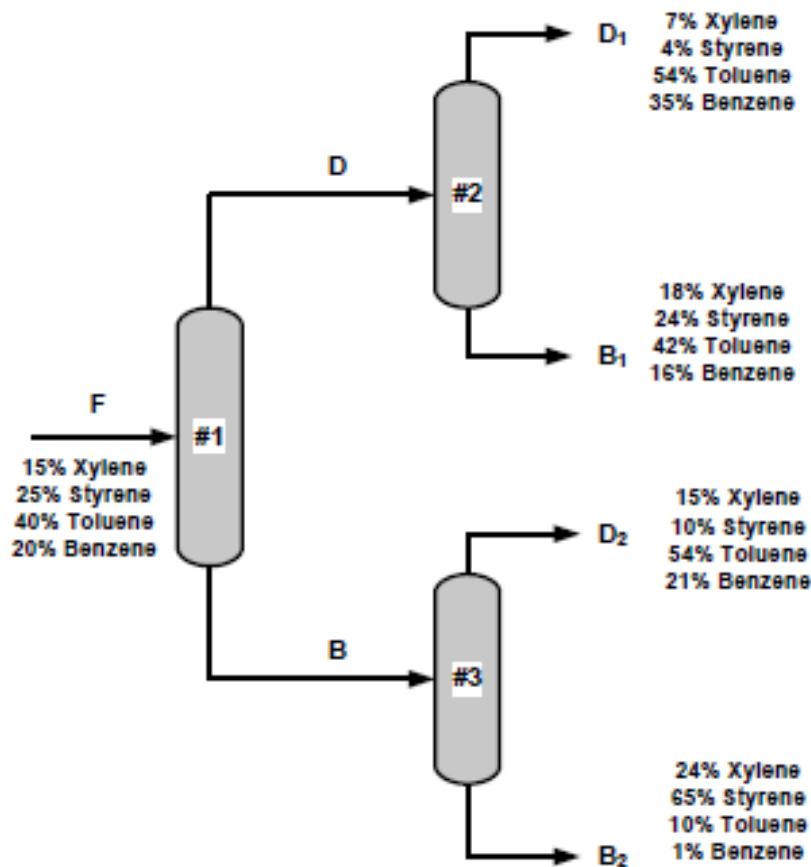 D₁
7% Xylene
4% Styrene
54% Toluene
35% Benzene
D
#2
B₁
18% Xylene
24% Styrene
42% Toluene
16% Benzene
F
#1
15% Xylene
25% Styrene
40% Toluene
20% Benzene
D₂
15% Xylene
10% Styrene
54% Toluene
21% Benzene
B
#3
B₂
24% Xylene
65% Styrene
10% Toluene
1% Benzene